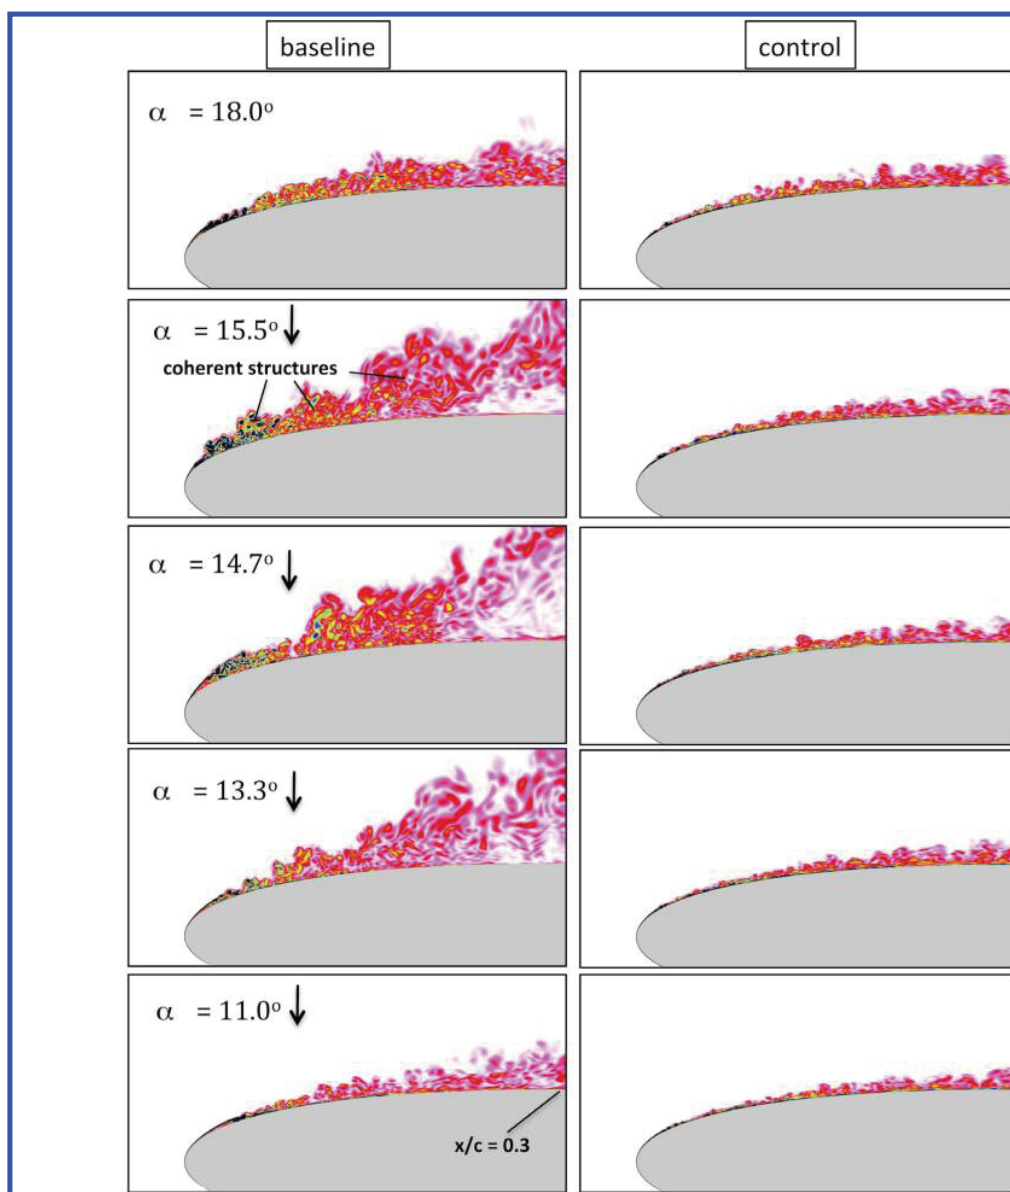 baseline
control
α = 18.0°
α = 15.5° ↓
coherent structures
α = 14.7° ↓
α = 13.3° ↓
α = 11.0° ↓
x/c = 0.3